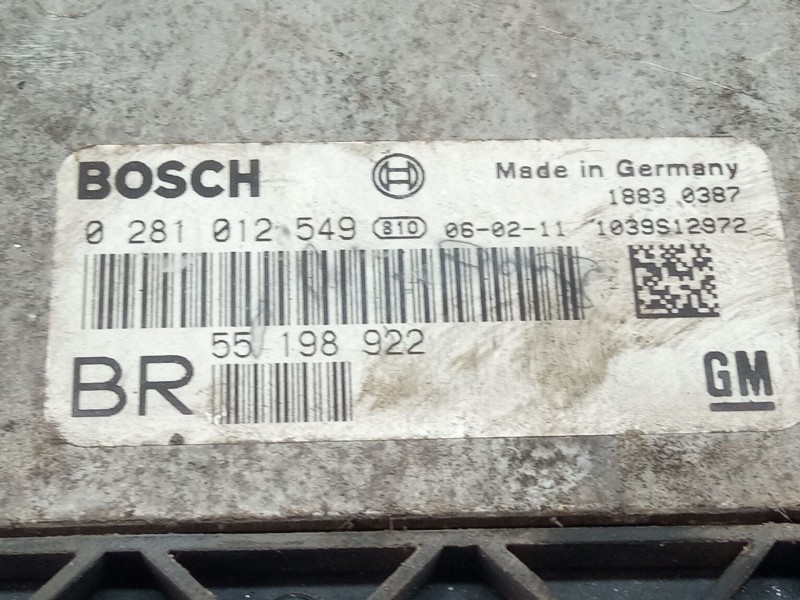 BOSCH Made in Germany
1883 0387
0 281 012 549 810 06-02-11 1039S12972
55 198 922
BR GM